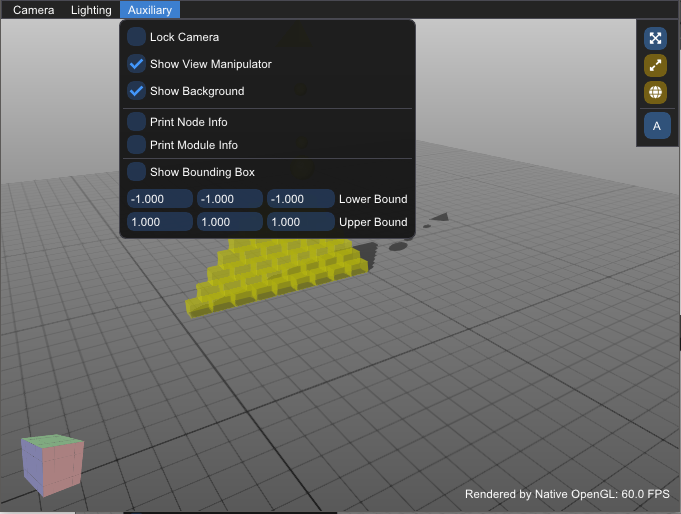 Camera Lighting Auxiliary
Lock Camera
Show View Manipulator
Show Background
Print Node Info
Print Module Info
Show Bounding Box
-1.000 -1.000 -1.000 Lower Bound
1.000 1.000 1.000 Upper Bound
A
Rendered by Native OpenGL: 60.0 FPS